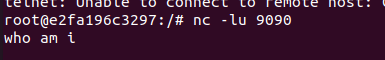 telnet: Unable to connect to remote host:
root@e2fa196c3297:/# nc -lu 9090
who am i